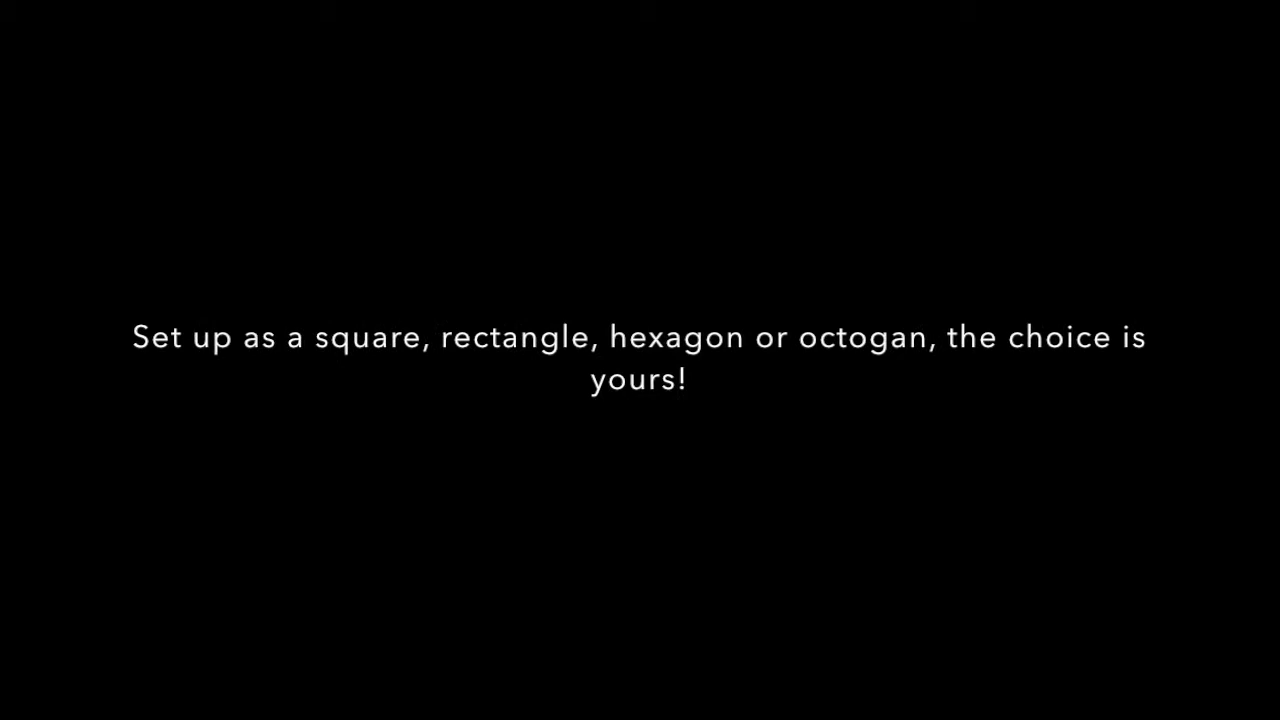 Set up as a square, rectangle, hexagon or octogan, the choice is
yours!